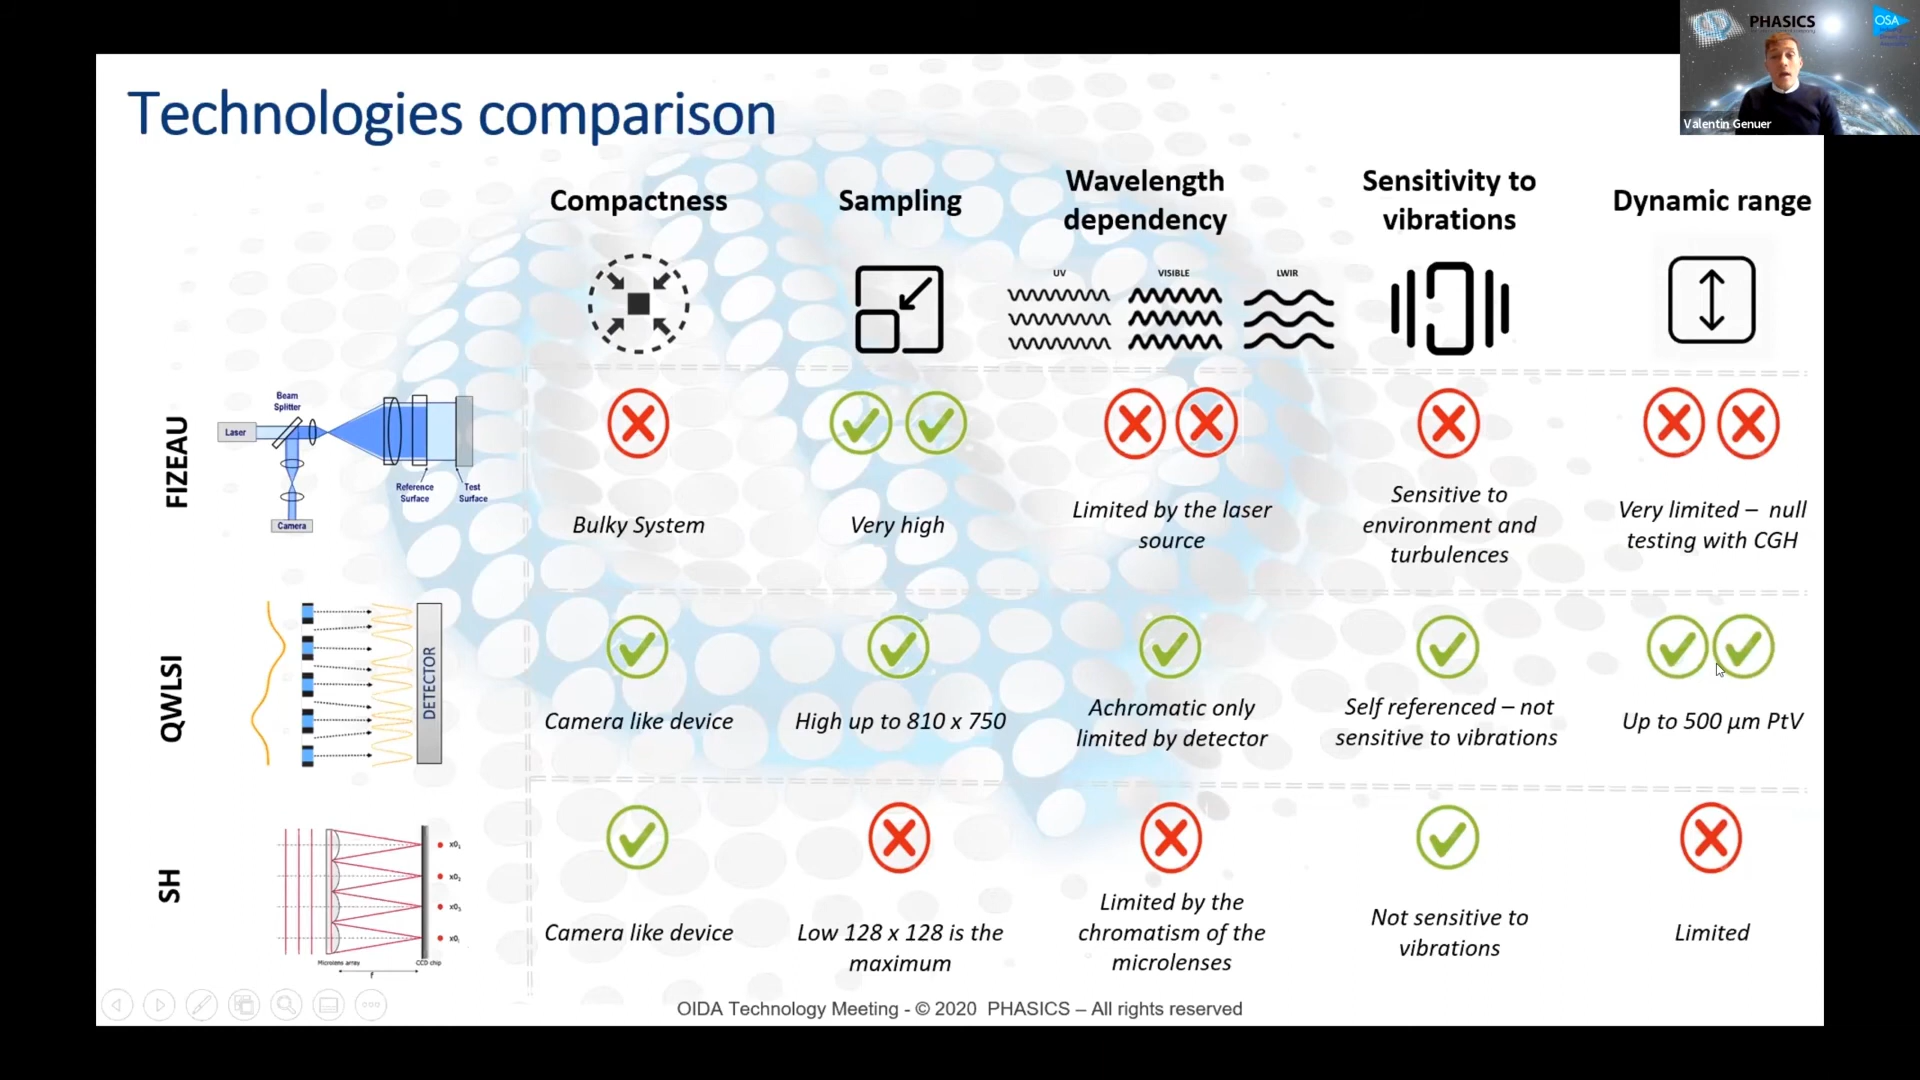 PHASICS
OSA
Valentin Genuer
Technologies comparison
Compactness
Sampling
Wavelength
dependency
Sensitivity to
vibrations
Dynamic range
UV
VISIBLE
LWIR
FIZEAU
Beam
Splitter
Laser
Reference
Surface
Test
Surface
Camera
Bulky System
Very high
Limited by the laser
source
Sensitive to
environment and
turbulences
Very limited – null
testing with CGH
QWLSI
DETECTOR
Camera like device
High up to 810 x 750
Achromatic only
limited by detector
Self referenced – not
sensitive to vibrations
Up to 500 µm PtV
SH
Microlens array
CCD chip
f
Camera like device
Low 128 x 128 is the
maximum
Limited by the
chromatism of the
microlenses
Not sensitive to
vibrations
Limited
OIDA Technology Meeting - © 2020 PHASICS – All rights reserved